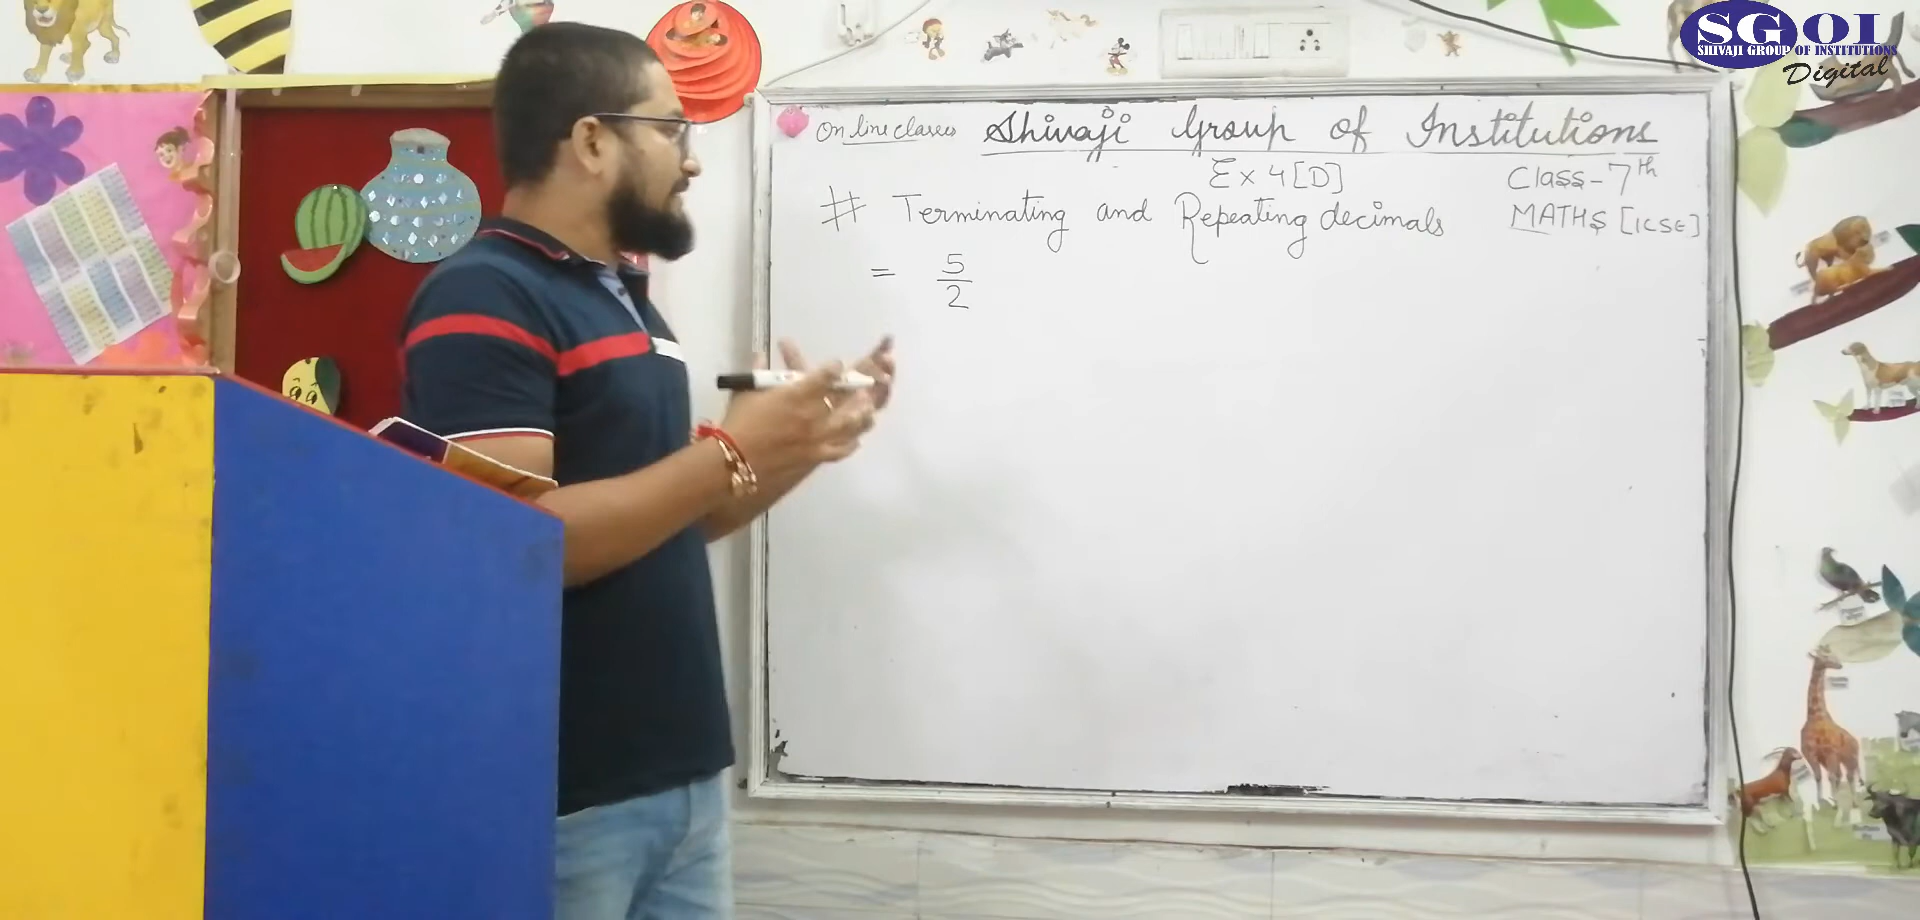 SGOI
SHIVAJI GROUP OF INSTITUTIONS
Digital
Online classes Shivaji Group of Institutions
Ex 4[D] Class-7th
# Terminating and Repeating decimals MATHS [ICSE]
= 5/2